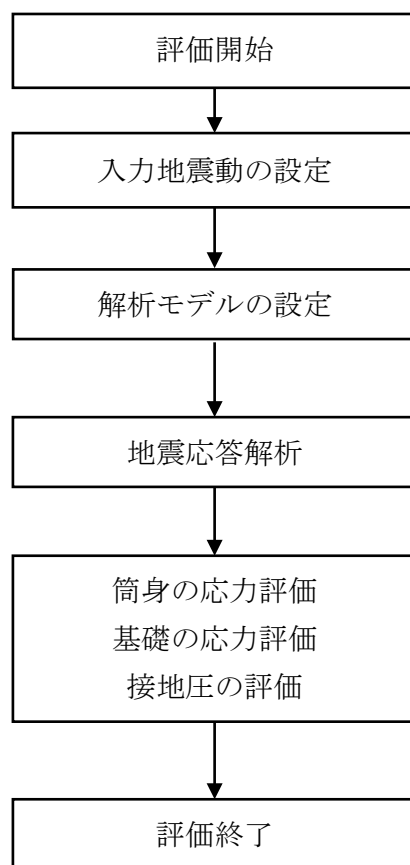 評価開始
入力地震動の設定
解析モデルの設定
地震応答解析
筒身の応力評価
基礎の応力評価
接地圧の評価
評価終了